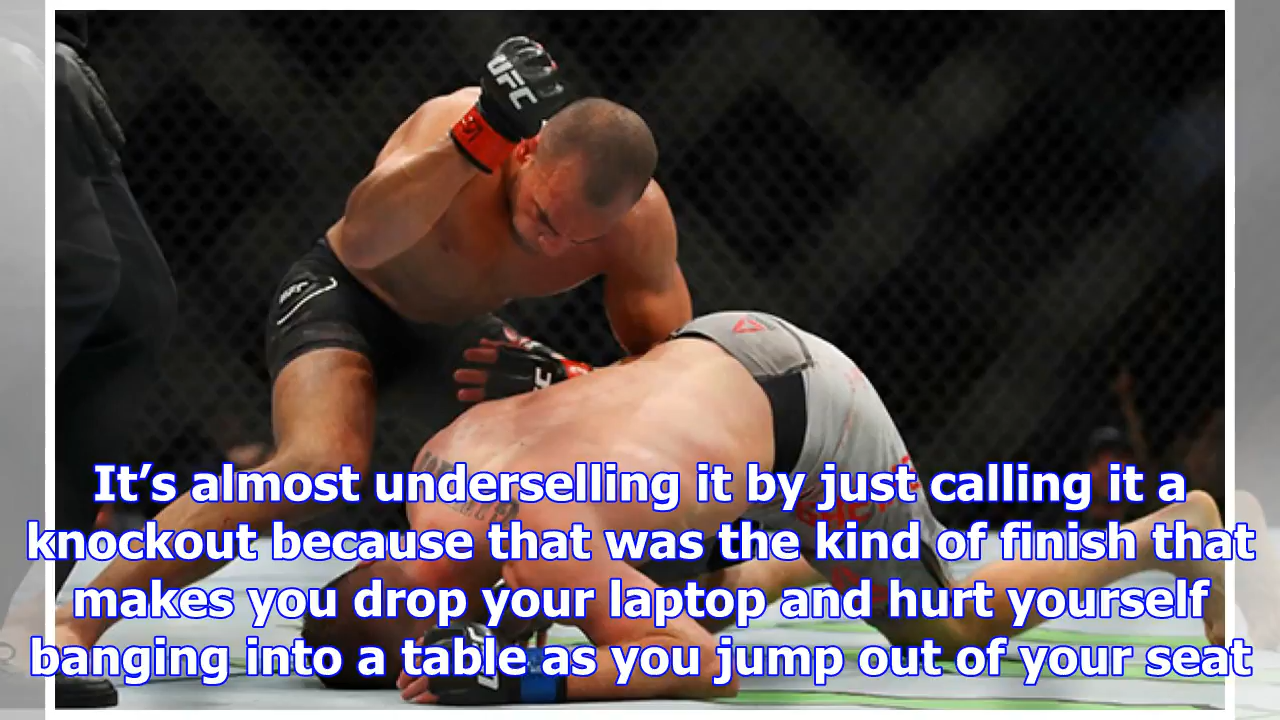 UFC
It’s almost underselling it by just calling it a
knockout because that was the kind of finish that
makes you drop your laptop and hurt yourself
banging into a table as you jump out of your seat